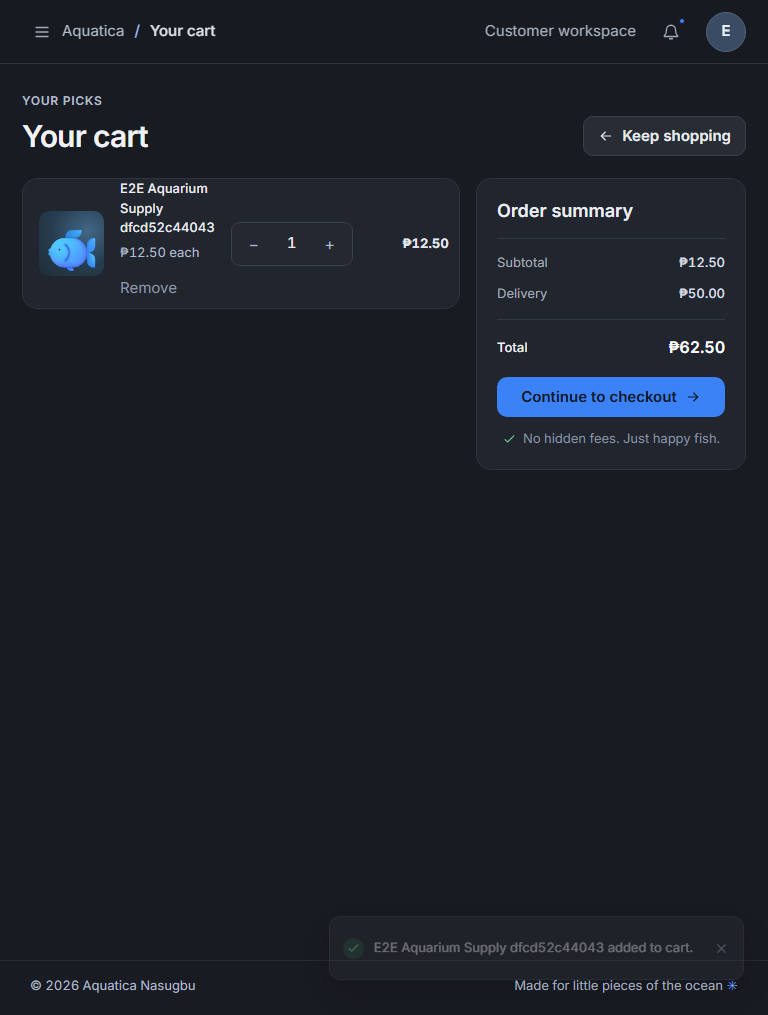 Aquatica / Your cart
Customer workspace
E
YOUR PICKS
Your cart
← Keep shopping
E2E Aquarium
Supply
dfcd52c44043
₱12.50 each
Remove
− 1 +
₱12.50
Order summary
Subtotal ₱12.50
Delivery ₱50.00
Total ₱62.50
Continue to checkout →
✓ No hidden fees. Just happy fish.
E2E Aquarium Supply dfcd52c44043 added to cart. ×
© 2026 Aquatica Nasugbu
Made for little pieces of the ocean ✳